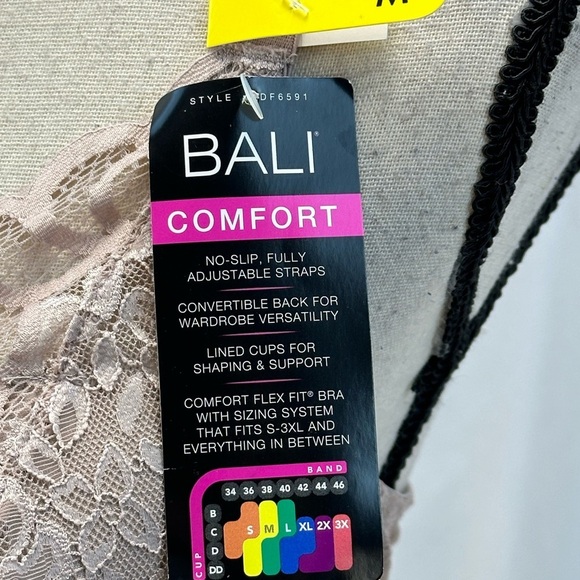 M
STYLE DF6591
BALI®
COMFORT
NO-SLIP, FULLY
ADJUSTABLE STRAPS
CONVERTIBLE BACK FOR
WARDROBE VERSATILITY
LINED CUPS FOR
SHAPING & SUPPORT
COMFORT FLEX FIT® BRA
WITH SIZING SYSTEM
THAT FITS S-3XL AND
EVERYTHING IN BETWEEN
BAND
34 36 38 40 42 44 46
B
C S M L XL 2X 3X
D
DD
CUP